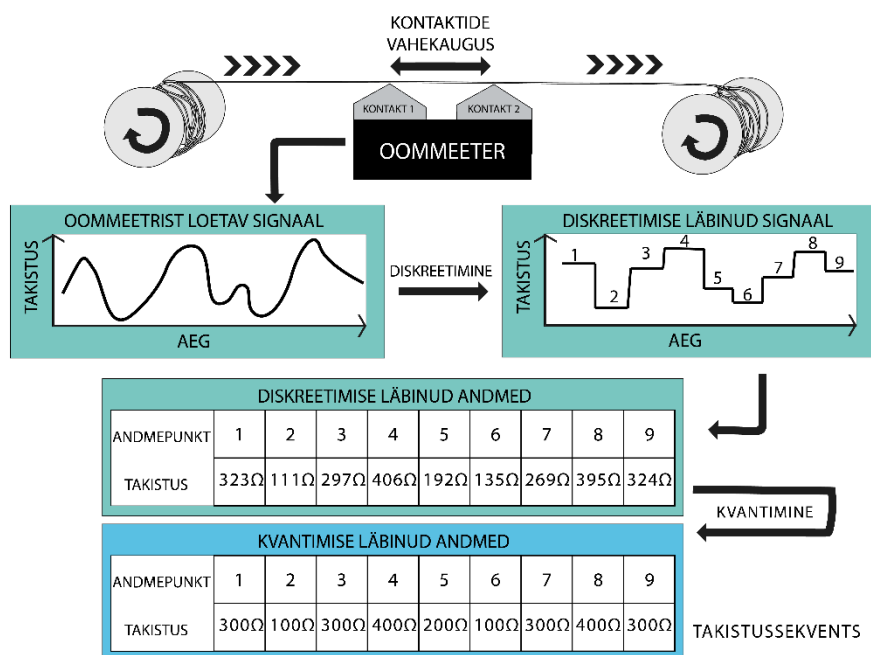 KONTAKTIDE
VAHEKAUGUS
KONTAKT 1
KONTAKT 2
OOMMEETER
OOMMEETRIST LOETAV SIGNAAL
TAKISTUS
AEG
DISKREETIMINE
DISKREETIMISE LÄBINUD SIGNAAL
TAKISTUS
1 2 3 4 5 6 7 8 9
AEG
DISKREETIMISE LÄBINUD ANDMED
ANDMEPUNKT 1 2 3 4 5 6 7 8 9
TAKISTUS 323Ω 111Ω 297Ω 406Ω 192Ω 135Ω 269Ω 395Ω 324Ω
KVANTIMINE
KVANTIMISE LÄBINUD ANDMED
ANDMEPUNKT 1 2 3 4 5 6 7 8 9
TAKISTUS 300Ω 100Ω 300Ω 400Ω 200Ω 100Ω 300Ω 400Ω 300Ω
TAKISTUSSEKVENTS